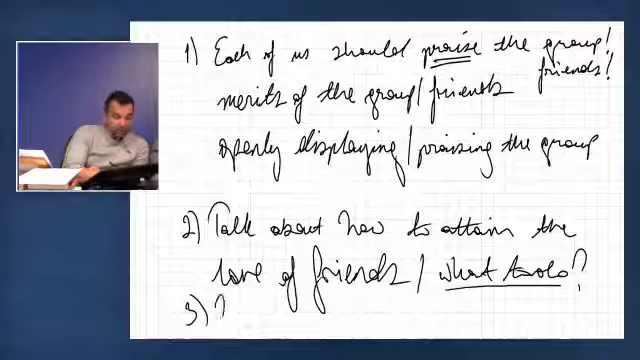 1) Each of us should praise the group!
friends!
merits of the group/friends
openly displaying/praising the group
2) Talk about how to attain the
love of friends/what tools?
3)